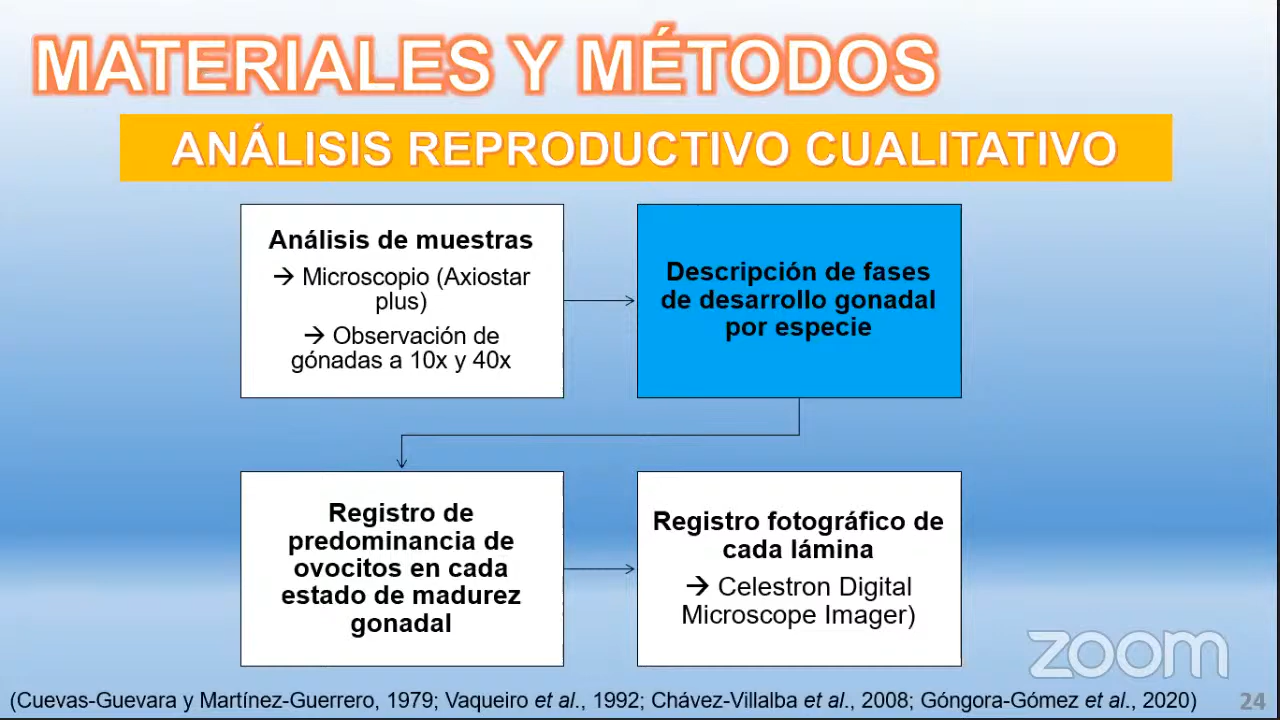 MATERIALES Y MÉTODOS
ANÁLISIS REPRODUCTIVO CUALITATIVO
Análisis de muestras
→ Microscopio (Axiostar
plus)
→ Observación de
gónadas a 10x y 40x
Descripción de fases
de desarrollo gonadal
por especie
Registro de
predominancia de
ovocitos en cada
estado de madurez
gonadal
Registro fotográfico de
cada lámina
→ Celestron Digital
Microscope Imager)
zoom
(Cuevas-Guevara y Martínez-Guerrero, 1979; Vaqueiro et al., 1992; Chávez-Villalba et al., 2008; Góngora-Gómez et al., 2020)
24